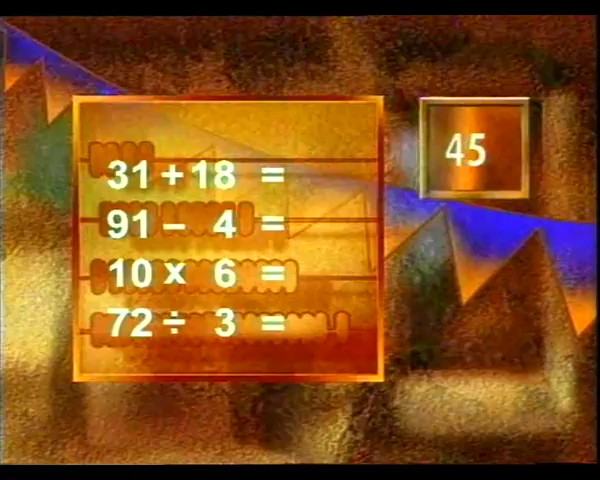 31 + 18 =
91 - 4 =
10 x 6 =
72 ÷ 3 =
45